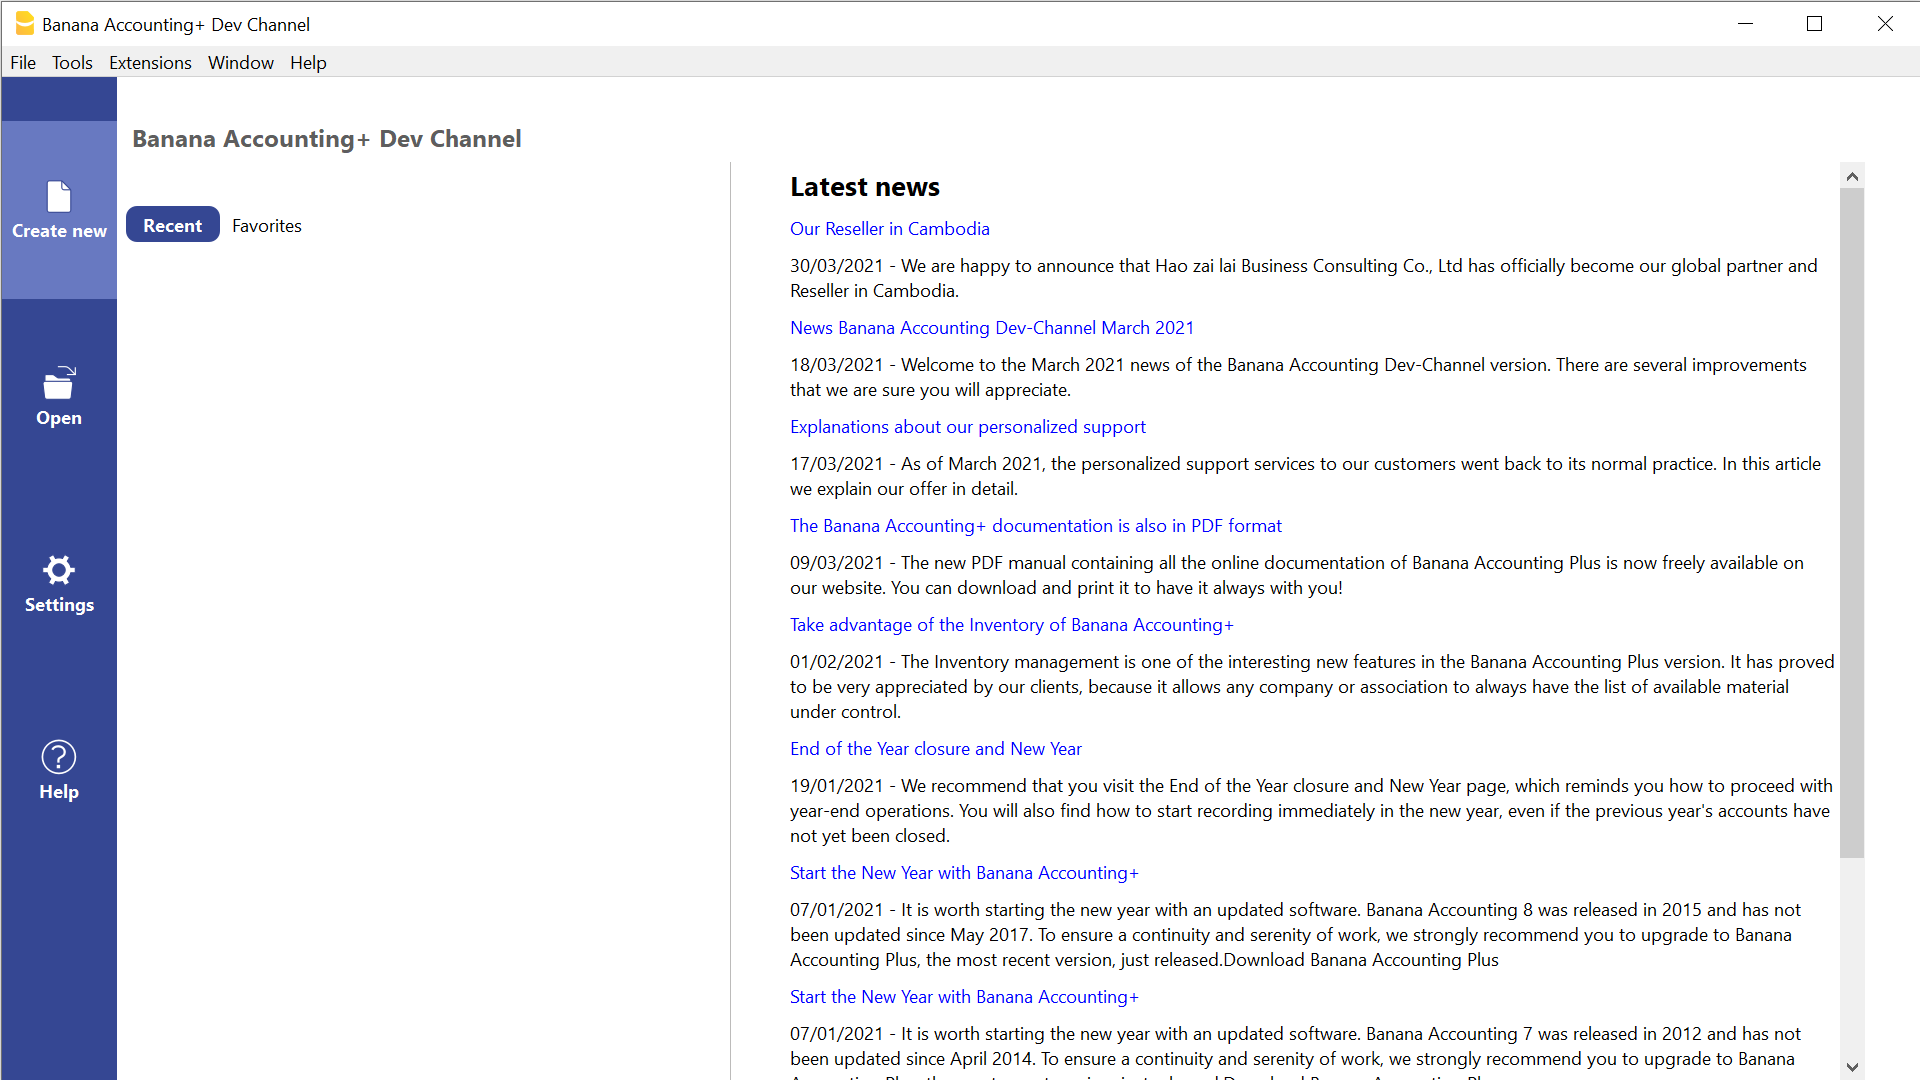 Banana Accounting+ Dev Channel
File Tools Extensions Window Help
Banana Accounting+ Dev Channel
Create new
Open
Settings
Help
Recent Favorites
Latest news
Our Reseller in Cambodia
30/03/2021 - We are happy to announce that Hao zai lai Business Consulting Co., Ltd has officially become our global partner and
Reseller in Cambodia.
News Banana Accounting Dev-Channel March 2021
18/03/2021 - Welcome to the March 2021 news of the Banana Accounting Dev-Channel version. There are several improvements
that we are sure you will appreciate.
Explanations about our personalized support
17/03/2021 - As of March 2021, the personalized support services to our customers went back to its normal practice. In this article
we explain our offer in detail.
The Banana Accounting+ documentation is also in PDF format
09/03/2021 - The new PDF manual containing all the online documentation of Banana Accounting Plus is now freely available on
our website. You can download and print it to have it always with you!
Take advantage of the Inventory of Banana Accounting+
01/02/2021 - The Inventory management is one of the interesting new features in the Banana Accounting Plus version. It has proved
to be very appreciated by our clients, because it allows any company or association to always have the list of available material
under control.
End of the Year closure and New Year
19/01/2021 - We recommend that you visit the End of the Year closure and New Year page, which reminds you how to proceed with
year-end operations. You will also find how to start recording immediately in the new year, even if the previous year's accounts have
not yet been closed.
Start the New Year with Banana Accounting+
07/01/2021 - It is worth starting the new year with an updated software. Banana Accounting 8 was released in 2015 and has not
been updated since May 2017. To ensure a continuity and serenity of work, we strongly recommend you to upgrade to Banana
Accounting Plus, the most recent version, just released.Download Banana Accounting Plus
Start the New Year with Banana Accounting+
07/01/2021 - It is worth starting the new year with an updated software. Banana Accounting 7 was released in 2012 and has not
been updated since April 2014. To ensure a continuity and serenity of work, we strongly recommend you to upgrade to Banana